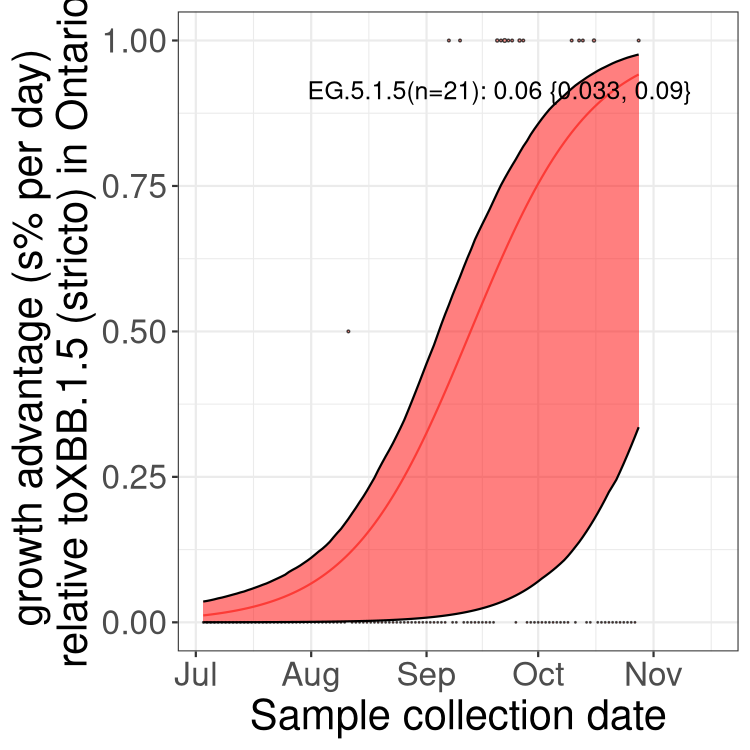 growth advantage (s% per day)
relative toXBB.1.5 (stricto) in Ontario
1.00
0.75
0.50
0.25
0.00
EG.5.1.5(n=21): 0.06 {0.033, 0.09}
Jul Aug Sep Oct Nov
Sample collection date